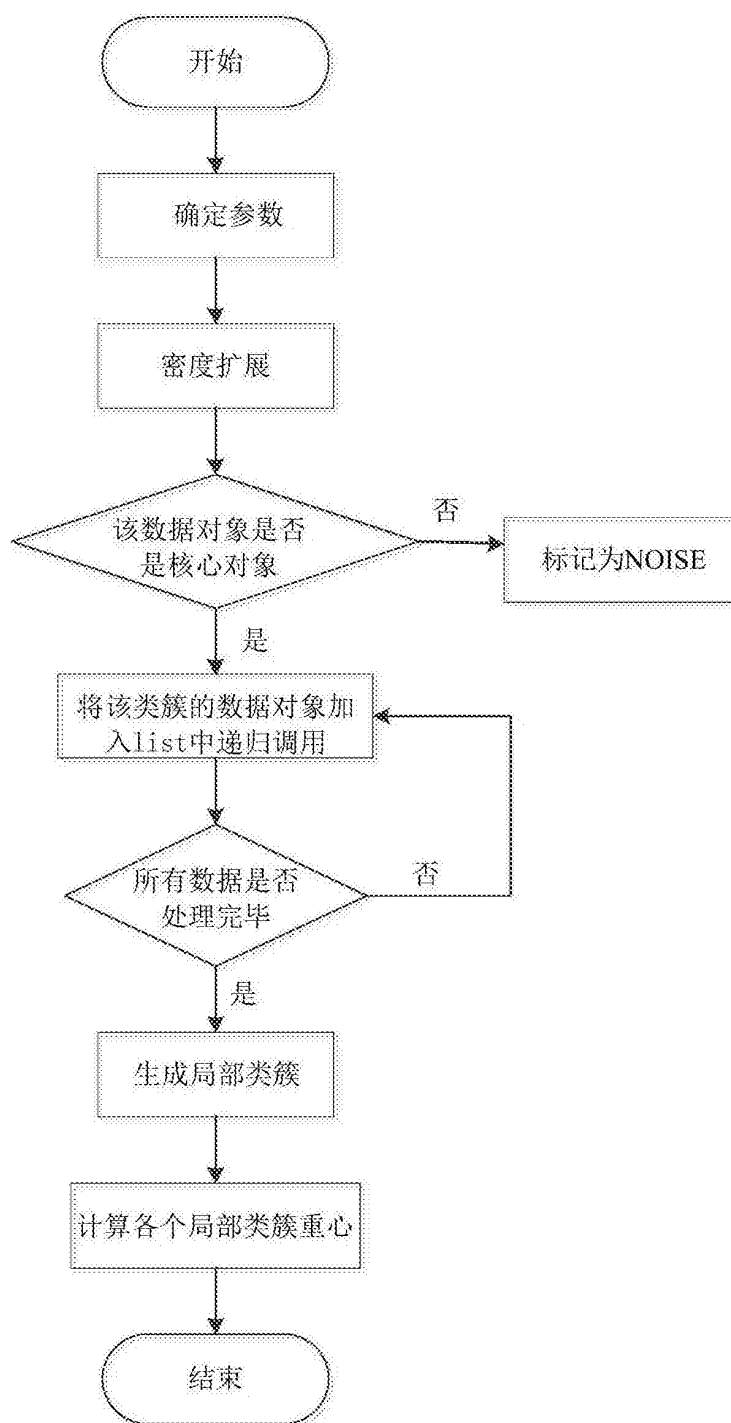 开始
确定参数
密度扩展
该数据对象是否
是核心对象
否
标记为NOISE
是
将该类簇的数据对象加
入list中递归调用
所有数据是否
处理完毕
否
是
生成局部类簇
计算各个局部类簇重心
结束